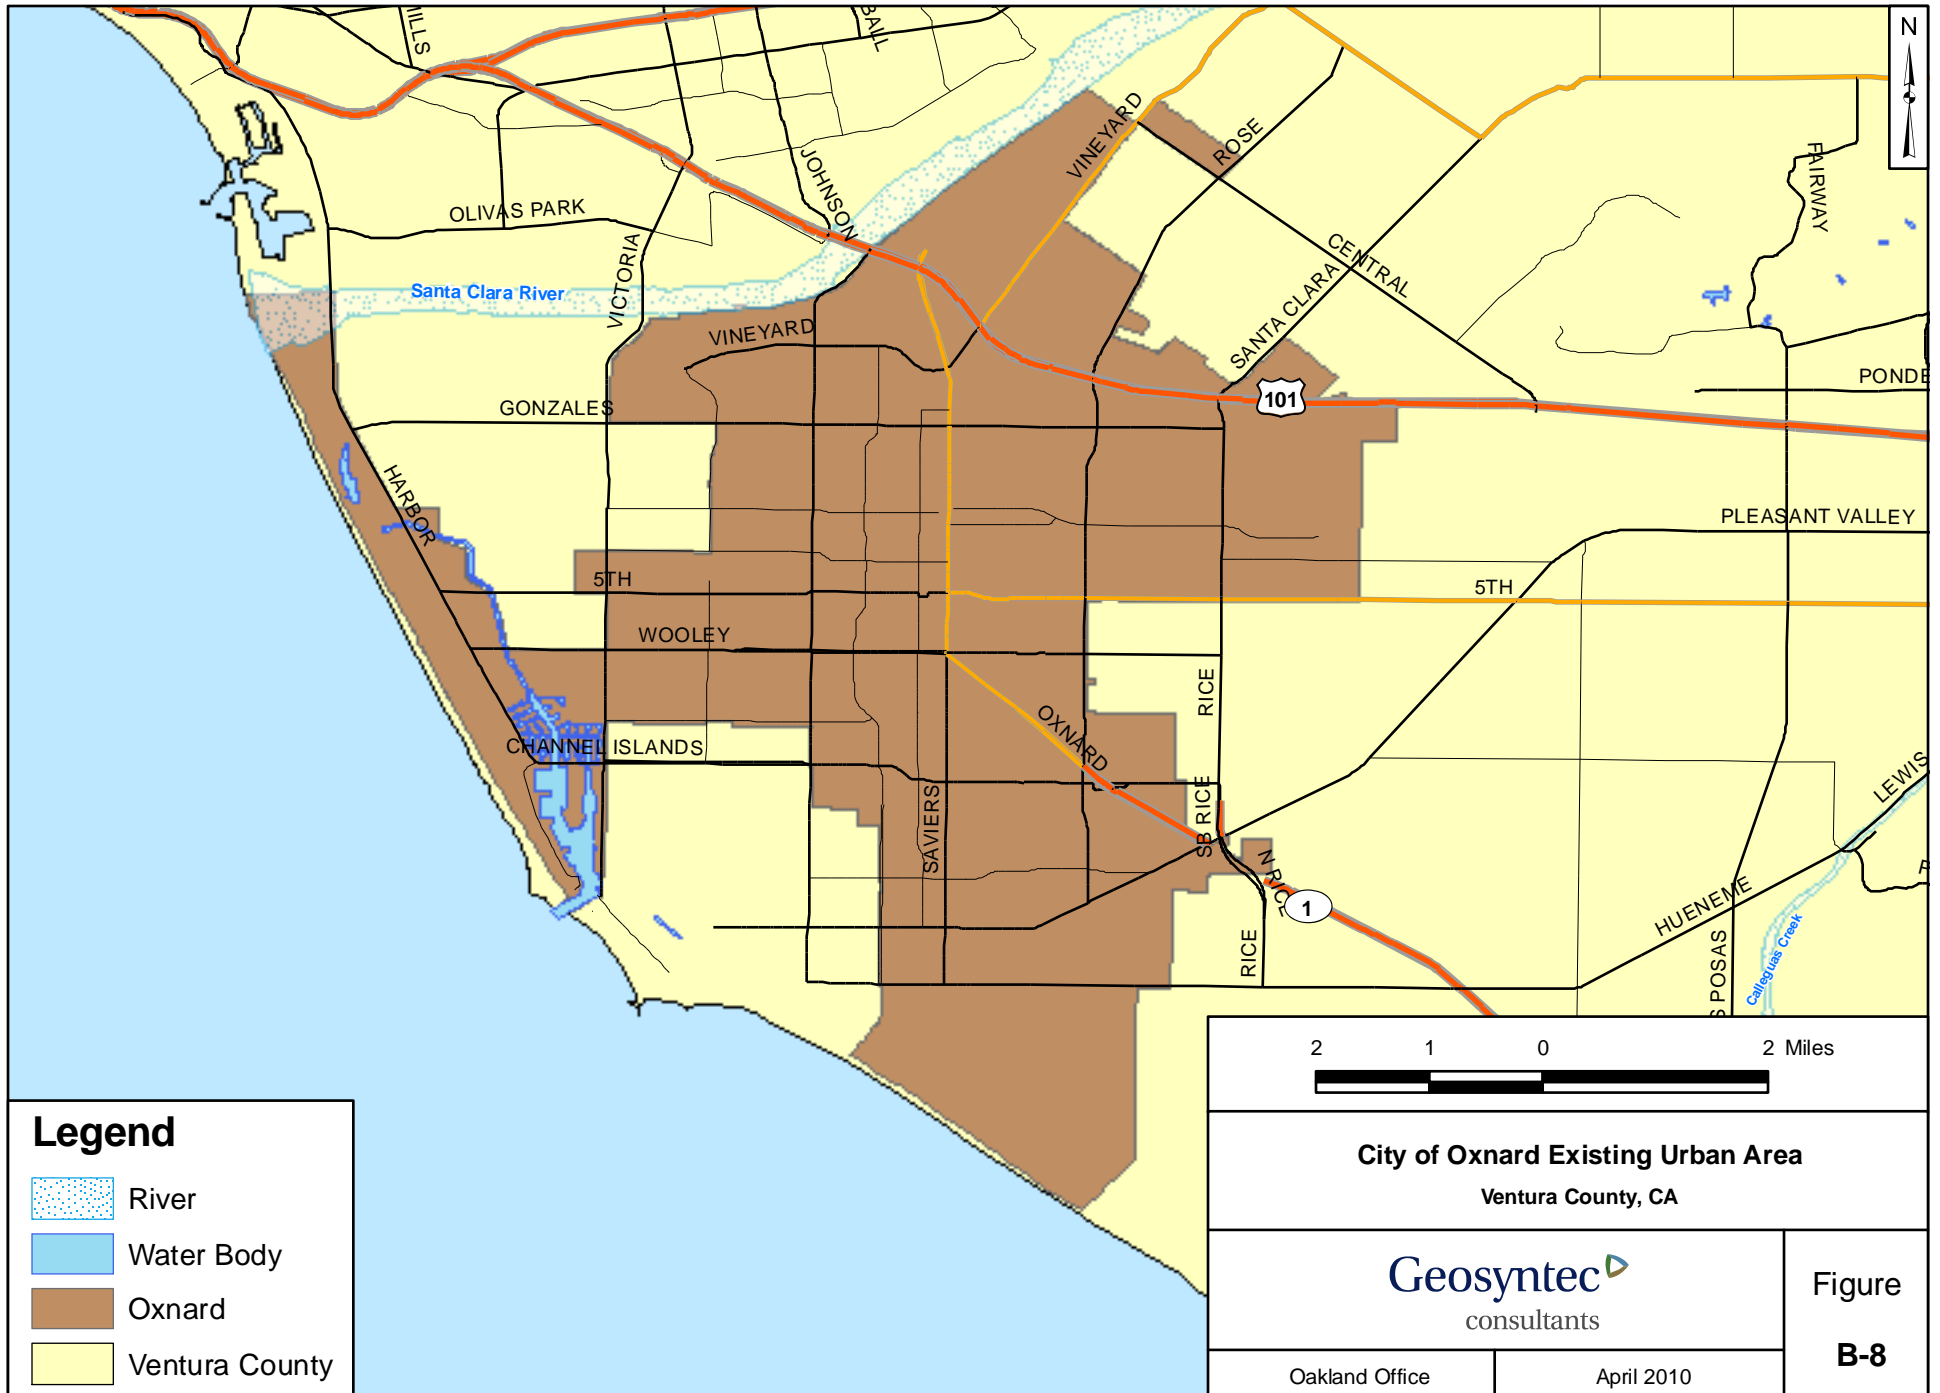 MILLS
BALL
N
VINEYARD
ROSE
JOHNSON
FAIRWAY
OLIVAS PARK
VICTORIA
CENTRAL
Santa Clara River
SANTA CLARA
VINEYARD
PONDE
101
GONZALES
HARBOR
PLEASANT VALLEY
5TH
5TH
WOOLEY
RICE
OXNARD
CHANNEL ISLANDS
LEWIS
SAVIERS
SB RICE
N RICE
1
HUENEME
RICE
S POSAS
Calleguas Creek
2 1 0 2 Miles
City of Oxnard Existing Urban Area
Ventura County, CA
Geosyntec
consultants
Figure
B-8
Oakland Office
April 2010
Legend
River
Water Body
Oxnard
Ventura County